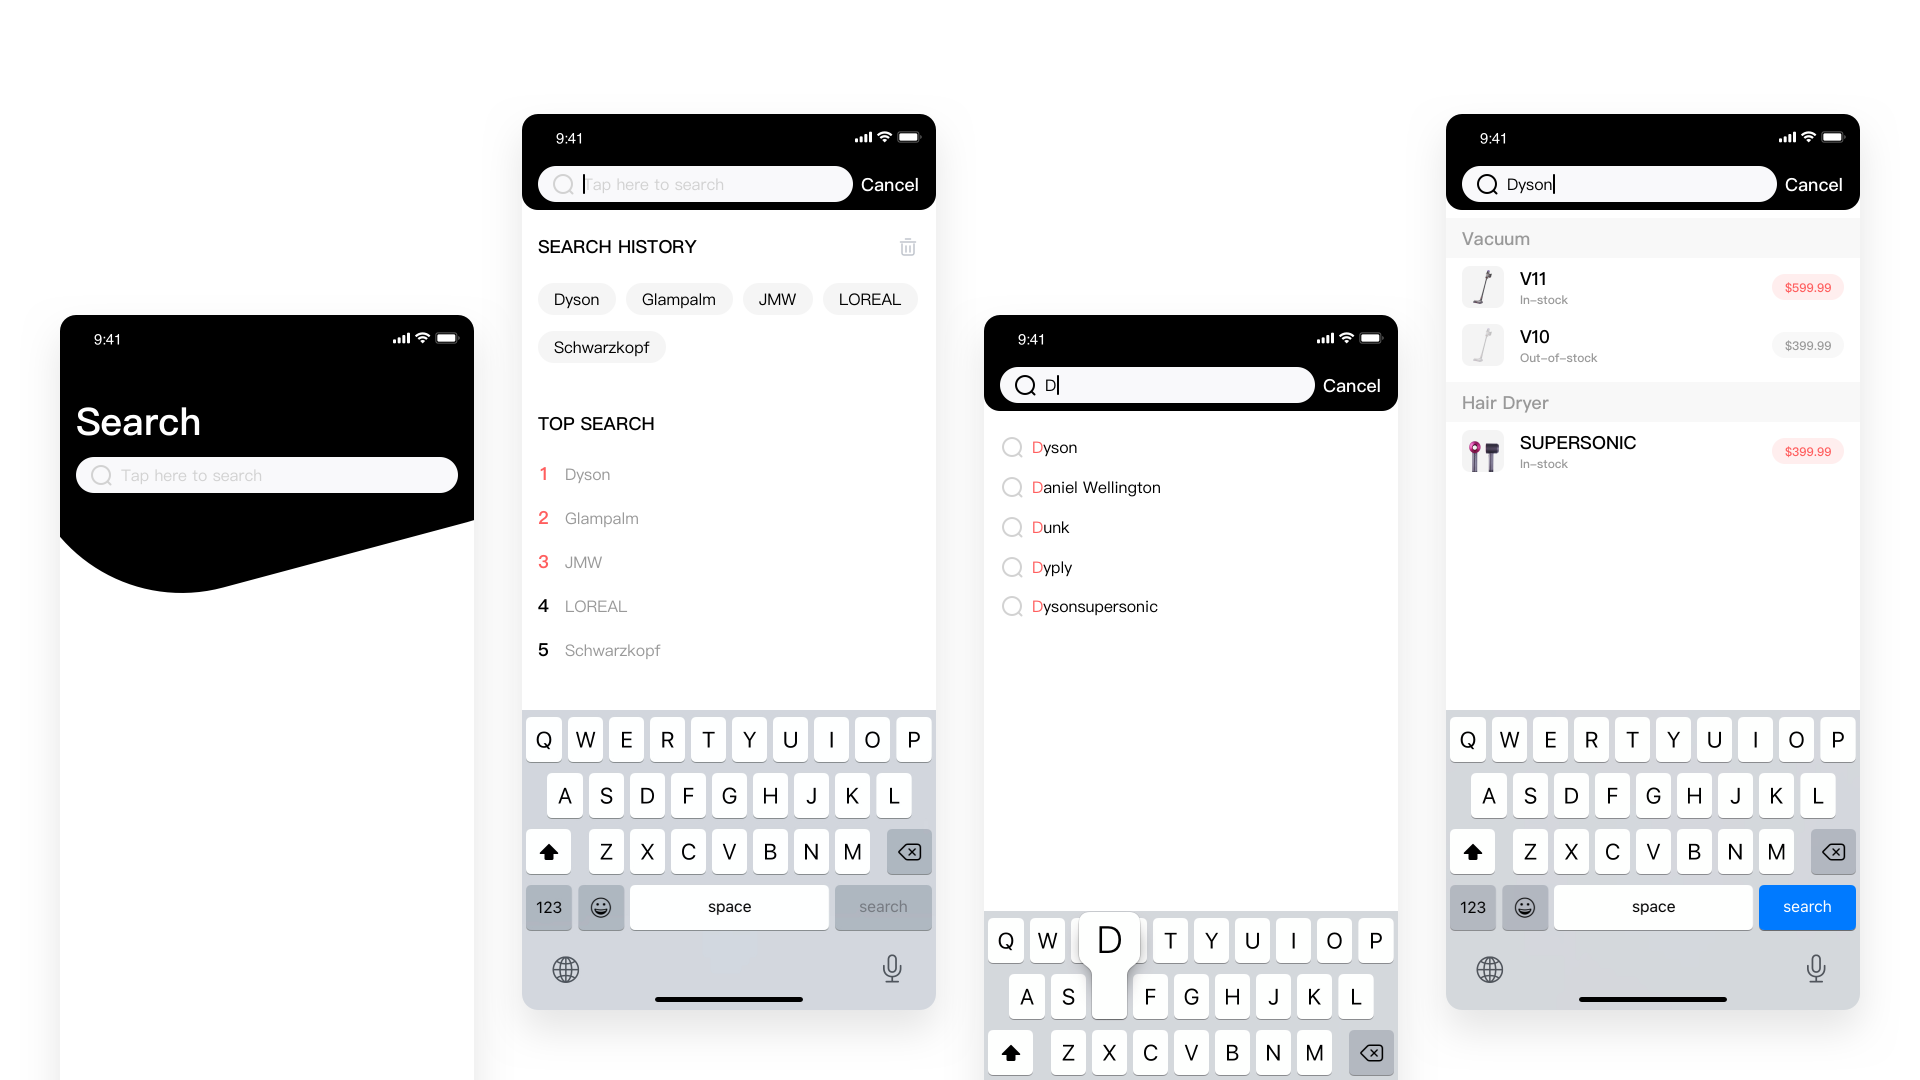 9:41
Search
Tap here to search
9:41
Tap here to search
Cancel
SEARCH HISTORY
Dyson
Glampalm
JMW
LOREAL
Schwarzkopf
TOP SEARCH
1 Dyson
2 Glampalm
3 JMW
4 LOREAL
5 Schwarzkopf
Q W E R T Y U I O P
A S D F G H J K L
Z X C V B N M
123 space search
9:41
D
Cancel
Dyson
Daniel Wellington
Dunk
Dyply
Dysonsupersonic
Q W D T Y U I O P
A S F G H J K L
Z X C V B N M
9:41
Dyson
Cancel
Vacuum
V11
In-stock
$599.99
V10
Out-of-stock
$399.99
Hair Dryer
SUPERSONIC
In-stock
$399.99
Q W E R T Y U I O P
A S D F G H J K L
Z X C V B N M
123 space search